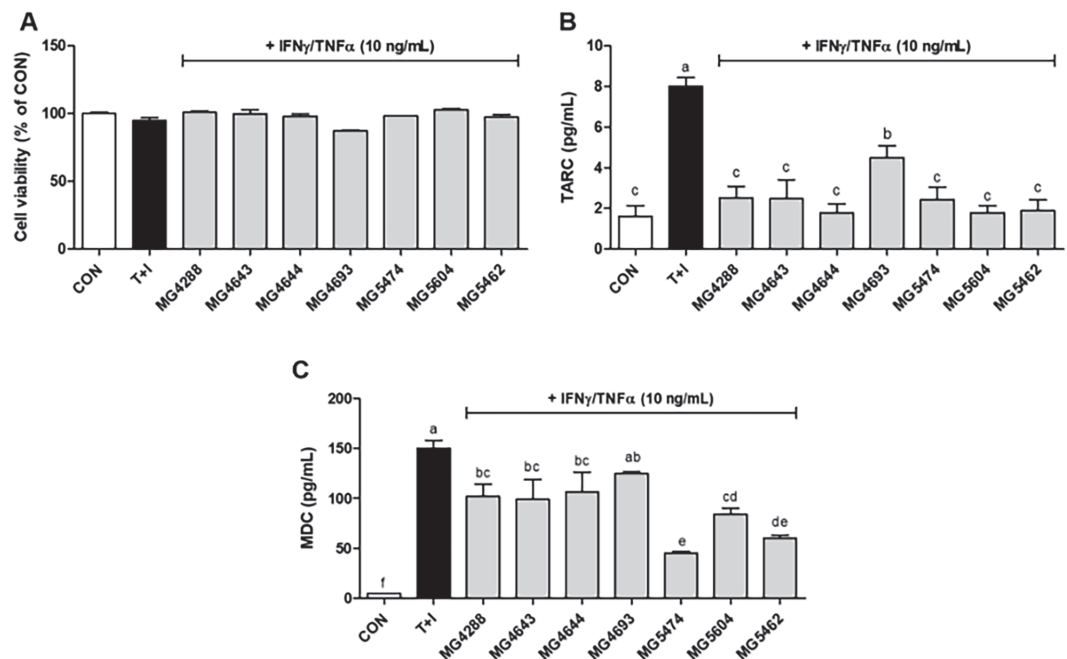 A
+ IFNγ/TNFα (10 ng/mL)
Cell viability (% of CON)
150
100
50
0
CON
T+I
MG4288
MG4643
MG4644
MG4693
MG5474
MG5604
MG5462
B
+ IFNγ/TNFα (10 ng/mL)
TARC (pg/mL)
10
8
6
4
2
0
c
a
c
c
c
b
c
c
c
CON
T+I
MG4288
MG4643
MG4644
MG4693
MG5474
MG5604
MG5462
C
+ IFNγ/TNFα (10 ng/mL)
MDC (pg/mL)
200
150
100
50
0
f
a
bc
bc
bc
ab
e
cd
de
CON
T+I
MG4288
MG4643
MG4644
MG4693
MG5474
MG5604
MG5462